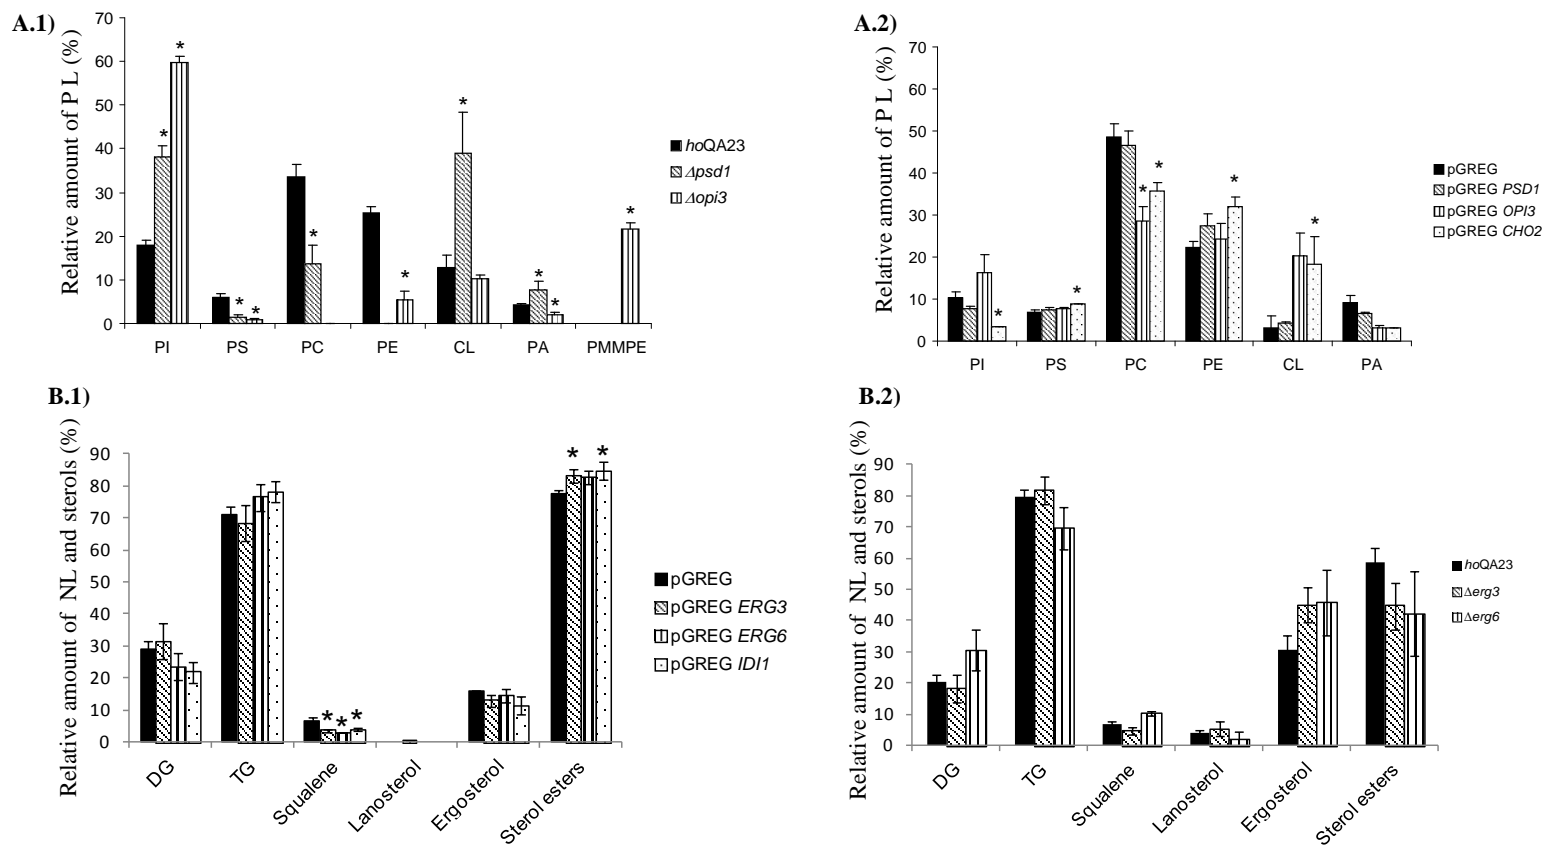 A.1)
Relative amount of P L (%)
70
60
50
40
30
20
10
0
* * * * * * * * * *
PI PS PC PE CL PA PMMPE
hoQA23
Δpsd1
Δopi3
A.2)
Relative amount of P L (%)
70
60
50
40
30
20
10
0
* * * * * *
PI PS PC PE CL PA
pGREG
pGREG PSD1
pGREG OPI3
pGREG CHO2
B.1)
Relative amount of NL and sterols (%)
90
80
70
60
50
40
30
20
10
0
* * * * *
DG TG Squalene Lanosterol Ergosterol Sterol esters
pGREG
pGREG ERG3
pGREG ERG6
pGREG IDI1
B.2)
Relative amount of NL and sterols (%)
90
80
70
60
50
40
30
20
10
0
DG TG Squalene Lanosterol Ergosterol Sterol esters
hoQA23
Δerg3
Δerg6